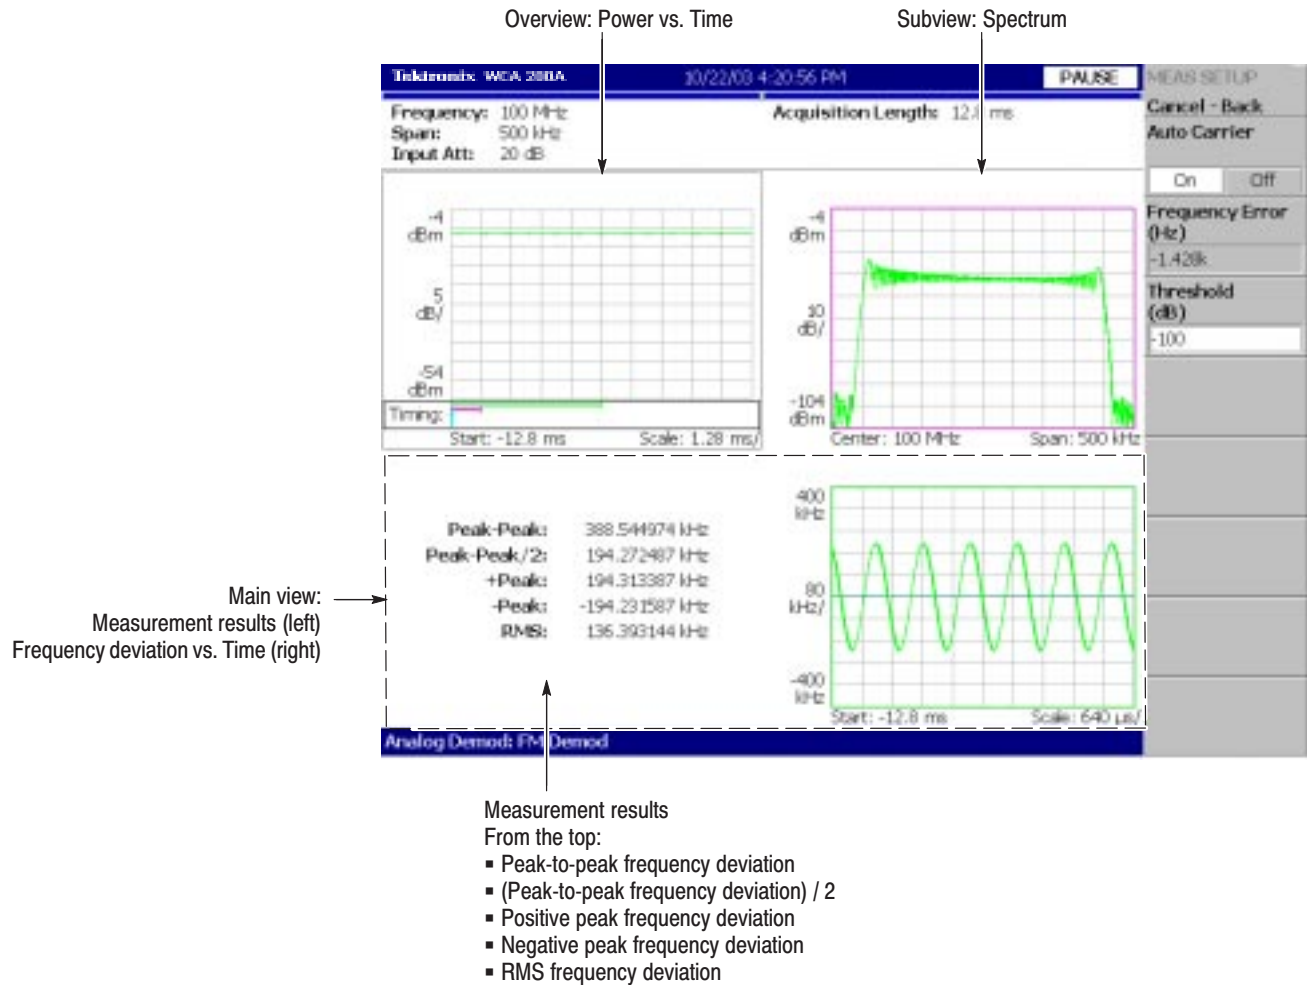 Overview: Power vs. Time
Subview: Spectrum
Tektronix WCA 200A 10/22/03 4:20:56 PM PAUSE
MEAS SETUP
Frequency: 100 MHz
Span: 500 kHz
Input Att: 20 dB
Acquisition Length: 12.8 ms
Cancel - Back
Auto Carrier
On Off
Frequency Error
(Hz)
-1.428k
Threshold
(dB)
-100
-4
dBm
5
dB/
-54
dBm
Timing:
Start: -12.8 ms Scale: 1.28 ms/
-4
dBm
10
dB/
-104
dBm
Center: 100 MHz Span: 500 kHz
Peak-Peak: 388.544974 kHz
Peak-Peak/2: 194.272487 kHz
+Peak: 194.313387 kHz
-Peak: -194.231587 kHz
RMS: 136.393144 kHz
400
kHz
80
kHz/
-400
kHz
Start: -12.8 ms Scale: 640 µs/
Main view:
Measurement results (left)
Frequency deviation vs. Time (right)
Analog Demod: FM Demod
Measurement results
From the top:
▪ Peak-to-peak frequency deviation
▪ (Peak-to-peak frequency deviation) / 2
▪ Positive peak frequency deviation
▪ Negative peak frequency deviation
▪ RMS frequency deviation